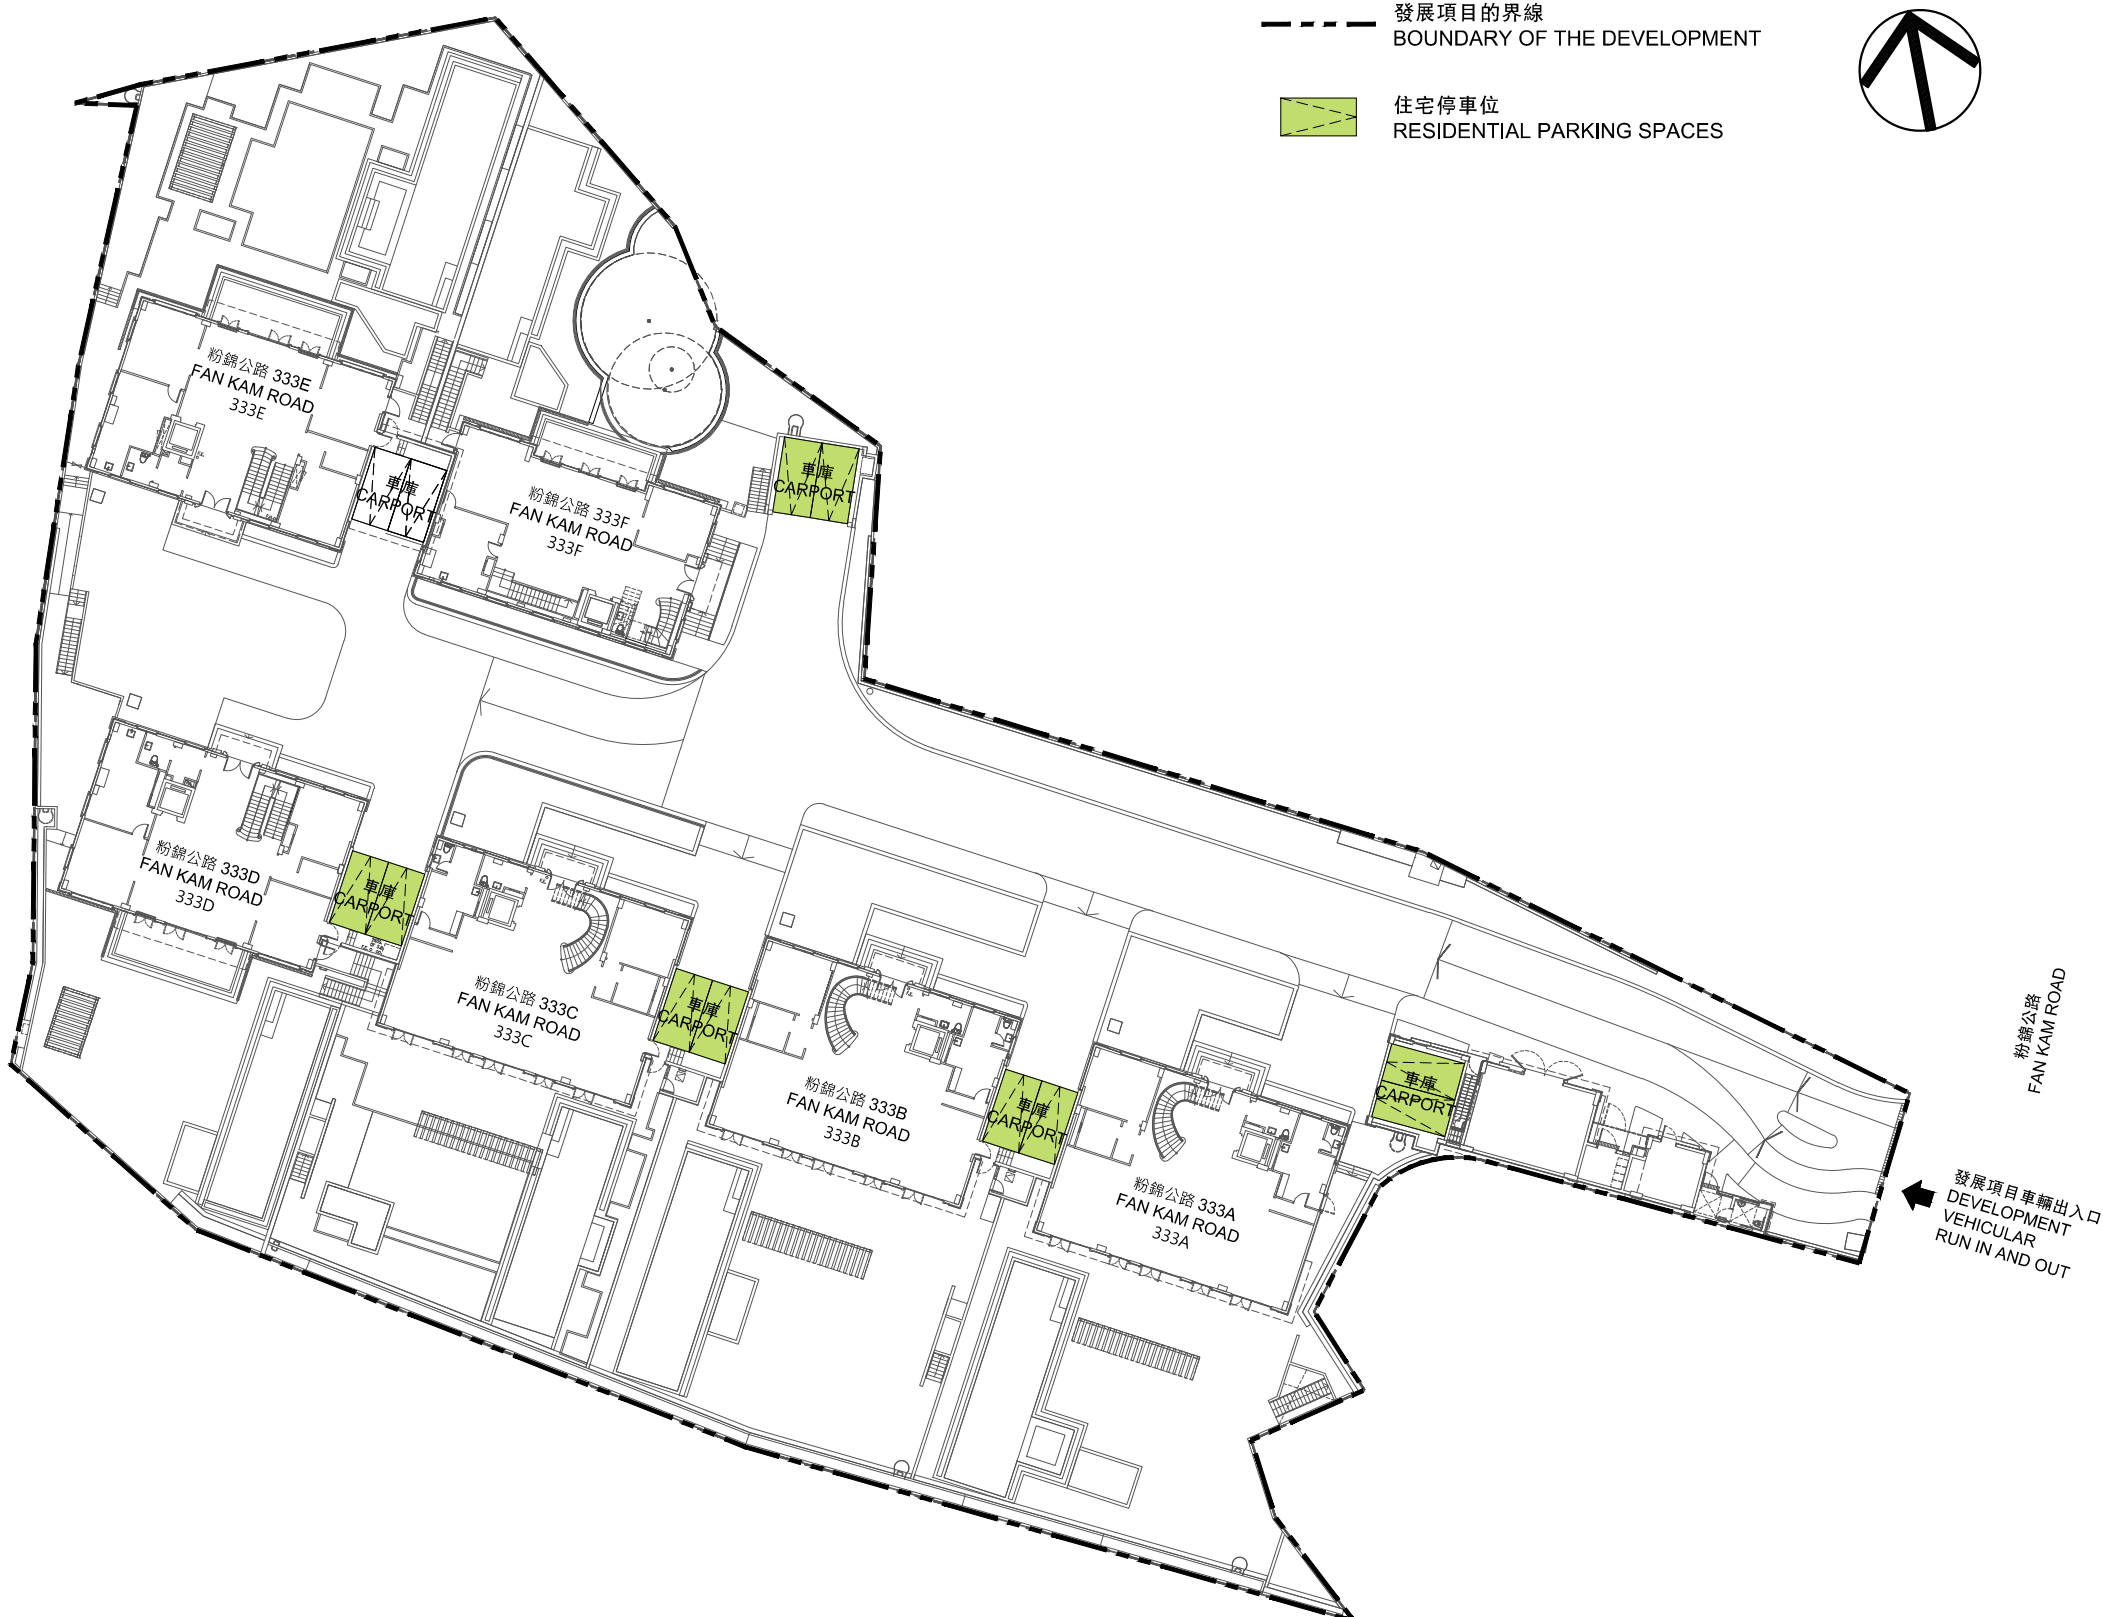 發展項目的界線
BOUNDARY OF THE DEVELOPMENT
住宅停車位
RESIDENTIAL PARKING SPACES
粉錦公路 333E
FAN KAM ROAD
333E
車庫
CARPORT
粉錦公路 333F
FAN KAM ROAD
333F
車庫
CARPORT
粉錦公路 333D
FAN KAM ROAD
333D
車庫
CARPORT
粉錦公路 333C
FAN KAM ROAD
333C
車庫
CARPORT
粉錦公路 333B
FAN KAM ROAD
333B
車庫
CARPORT
粉錦公路 333A
FAN KAM ROAD
333A
車庫
CARPORT
粉錦公路
FAN KAM ROAD
發展項目車輛出入口
DEVELOPMENT
VEHICULAR
RUN IN AND OUT